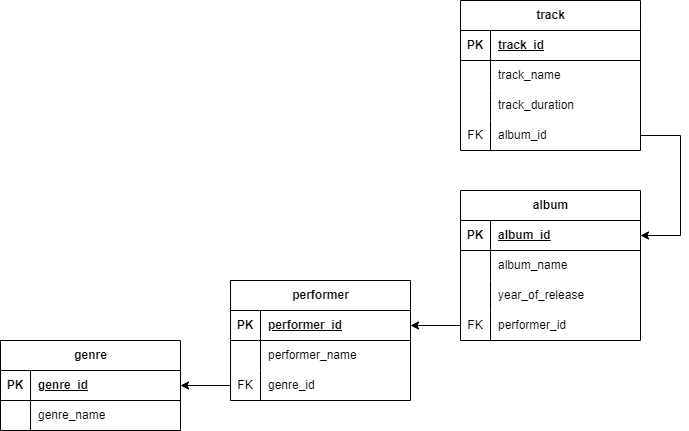 track
PK track_id
track_name
track_duration
FK album_id
album
PK album_id
album_name
year_of_release
FK performer_id
performer
PK performer_id
performer_name
FK genre_id
genre
PK genre_id
genre_name